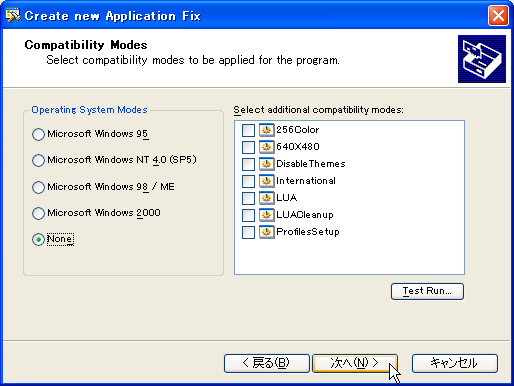 Create new Application Fix
Compatibility Modes
Select compatibility modes to be applied for the program.
Operating System Modes
Microsoft Windows 95
Microsoft Windows NT 4.0 (SP5)
Microsoft Windows 98 / ME
Microsoft Windows 2000
None
Select additional compatibility modes:
256Color
640X480
DisableThemes
International
LUA
LUACleanup
ProfilesSetup
Test Run...
< 戻る(B)
次へ(N) >
キャンセル